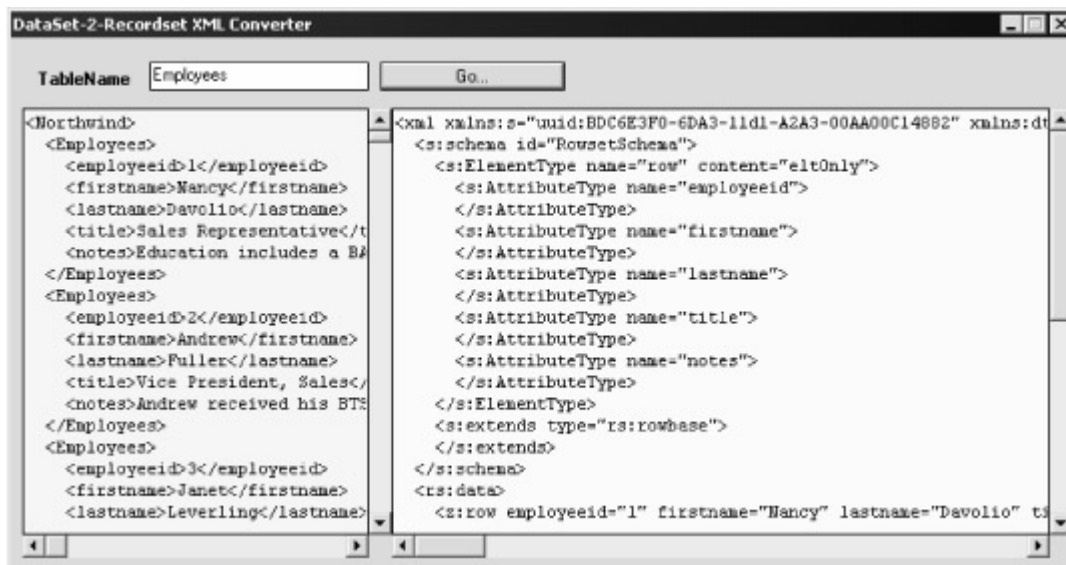 DataSet-2-Recordset XML Converter
TableName Employees Go...
<Northwind>
  <Employees>
    <employeeid>1</employeeid>
    <firstname>Nancy</firstname>
    <lastname>Davolio</lastname>
    <title>Sales Representative</t
    <notes>Education includes a BA
  </Employees>
  <Employees>
    <employeeid>2</employeeid>
    <firstname>Andrew</firstname>
    <lastname>Fuller</lastname>
    <title>Vice President, Sales</
    <notes>Andrew received his BTS
  </Employees>
  <Employees>
    <employeeid>3</employeeid>
    <firstname>Janet</firstname>
    <lastname>Leverling</lastname>
<xml xmlns:s="uuid:BDC6E3F0-6DA3-11d1-A2A3-00AA00C14882" xmlns:dt
  <s:schema id="RowsetSchema">
    <s:ElementType name="row" content="eltOnly">
      <s:AttributeType name="employeeid">
      </s:AttributeType>
      <s:AttributeType name="firstname">
      </s:AttributeType>
      <s:AttributeType name="lastname">
      </s:AttributeType>
      <s:AttributeType name="title">
      </s:AttributeType>
      <s:AttributeType name="notes">
      </s:AttributeType>
    </s:ElementType>
    <s:extends type="rs:rowbase">
    </s:extends>
  </s:schema>
  <rs:data>
    <z:row employeeid="1" firstname="Nancy" lastname="Davolio" ti